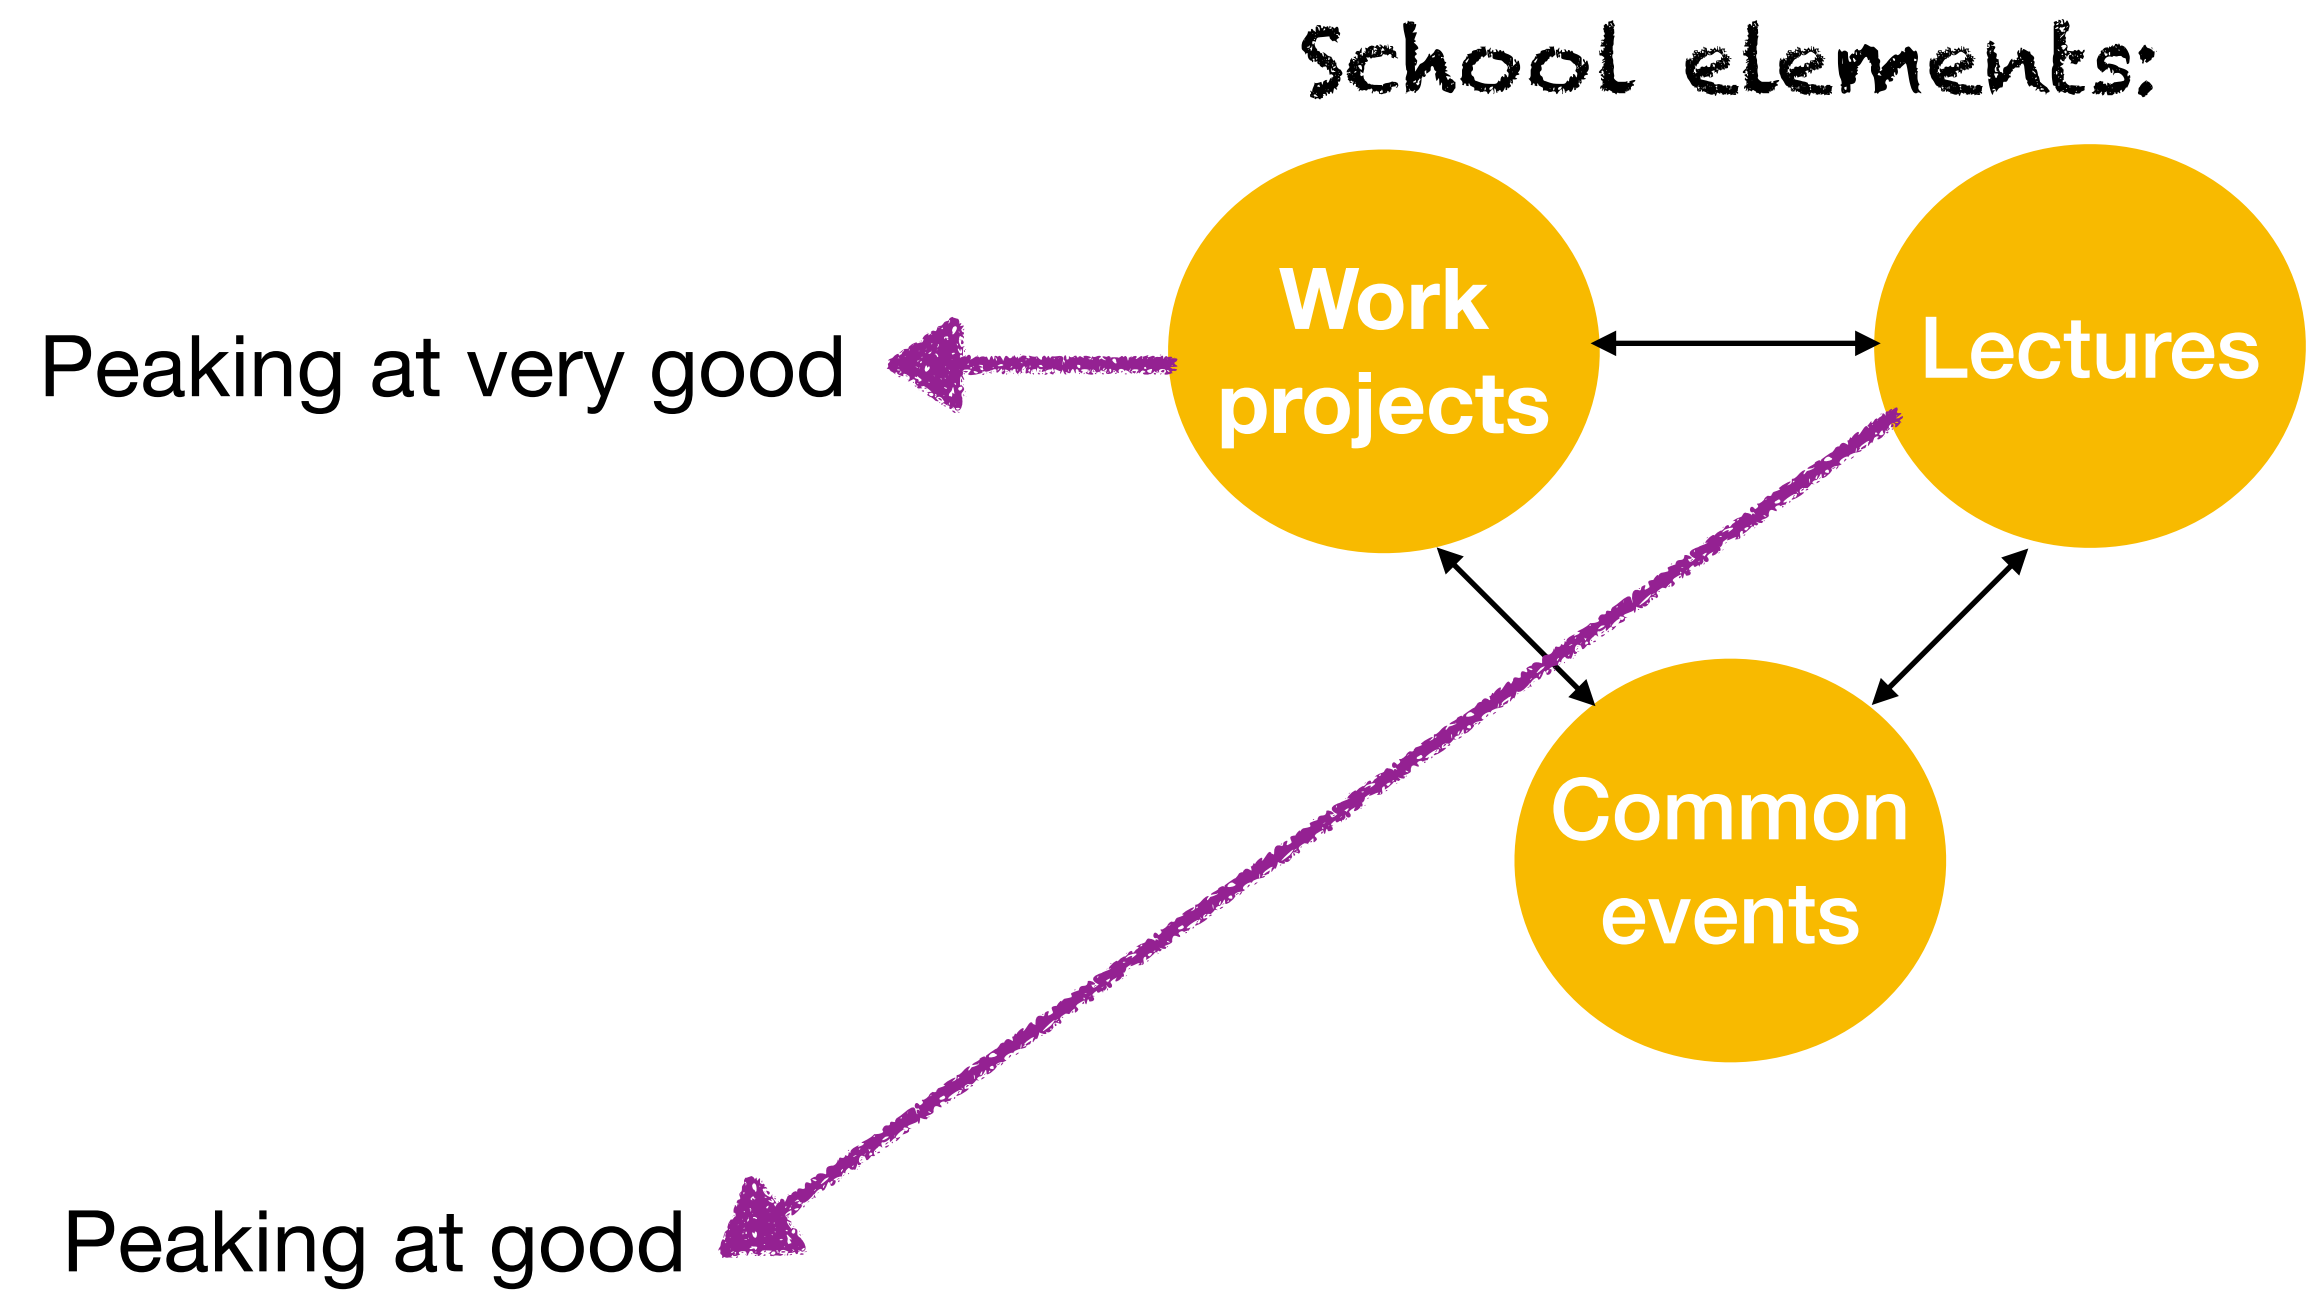 School elements:
Work
projects
Lectures
Peaking at very good
Common
events
Peaking at good